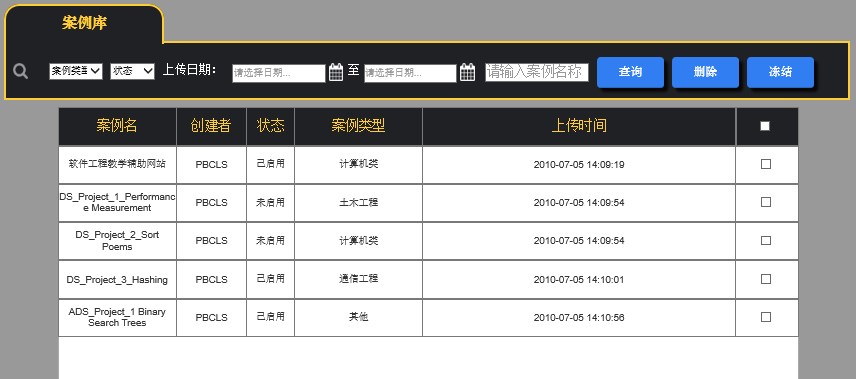 案例库
案例类型 状态 上传日期: 请选择日期... 至 请选择日期... 请输入案例名称 查询 删除 冻结
案例名 创建者 状态 案例类型 上传时间
软件工程教学辅助网站 PBCLS 已启用 计算机类 2010-07-05 14:09:19
DS_Project_1_Performanc
e Measurement PBCLS 未启用 土木工程 2010-07-05 14:09:54
DS_Project_2_Sort
Poems PBCLS 未启用 计算机类 2010-07-05 14:09:54
DS_Project_3_Hashing PBCLS 已启用 通信工程 2010-07-05 14:10:01
ADS_Project_1 Binary
Search Trees PBCLS 已启用 其他 2010-07-05 14:10:56